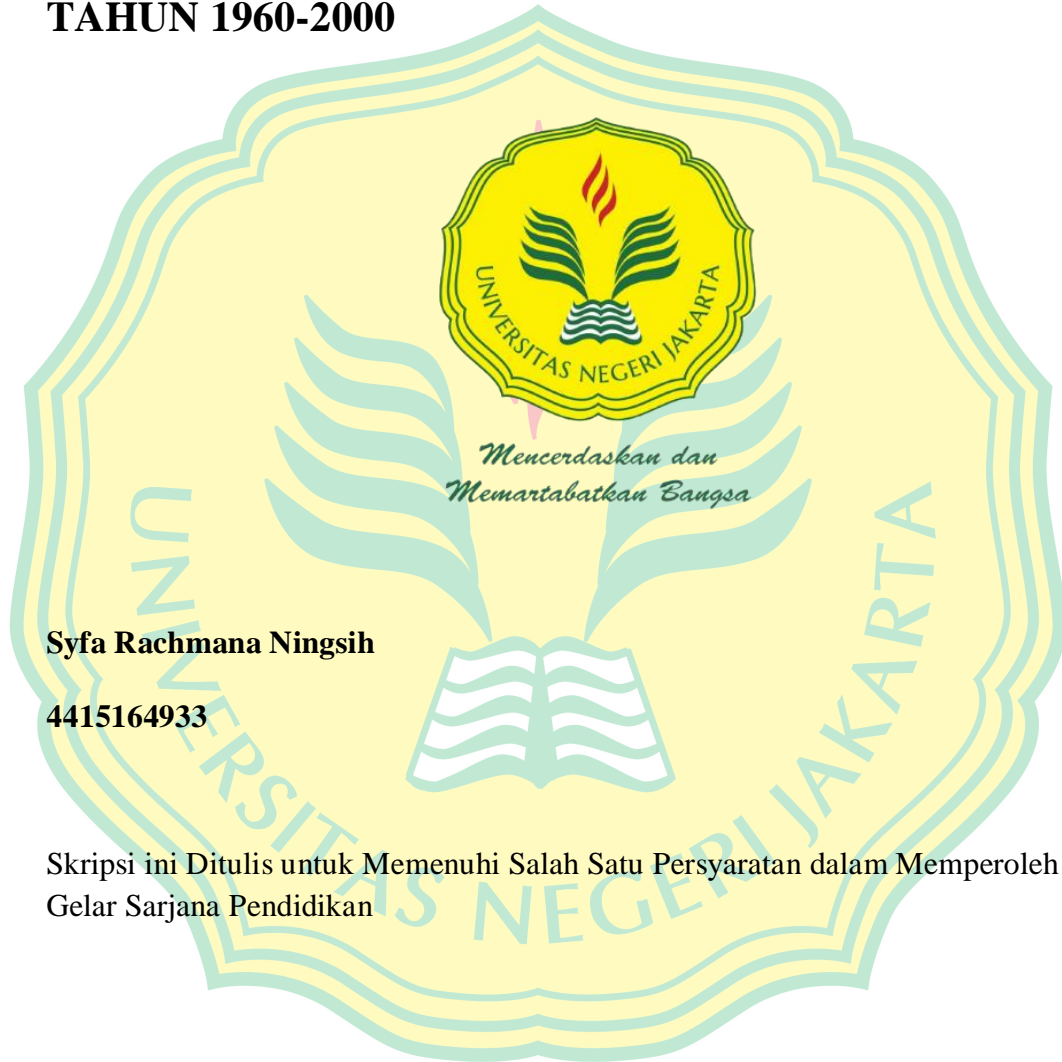 TAHUN 1960-2000
UNIVERSITAS NEGERI JAKARTA
Mencerdaskan dan
Memartabatkan Bangsa
UNIVERSITAS NEGERI JAKARTA
Syfa Rachmana Ningsih
4415164933
Skripsi ini Ditulis untuk Memenuhi Salah Satu Persyaratan dalam Memperoleh
Gelar Sarjana Pendidikan